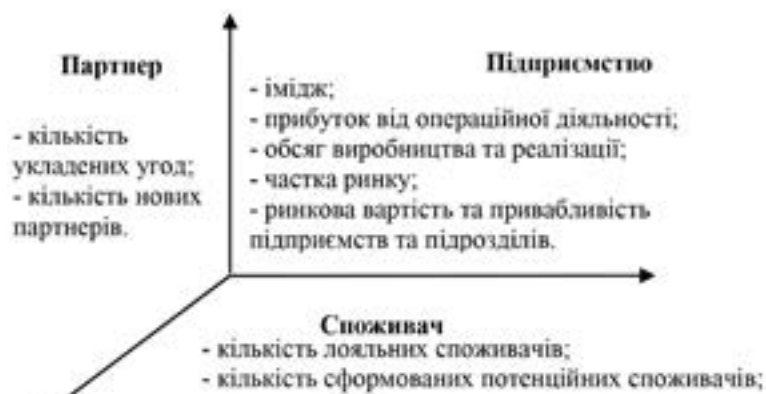 Партнер
- кількість
укладених угод;
- кількість нових
партнерів.
Підприємство
- імідж;
- прибуток від операційної діяльності;
- обсяг виробництва та реалізації;
- частка ринку;
- ринкова вартість та привабливість
підприємств та підрозділів.
Споживач
- кількість лояльних споживачів;
- кількість сформованих потенційних споживачів;